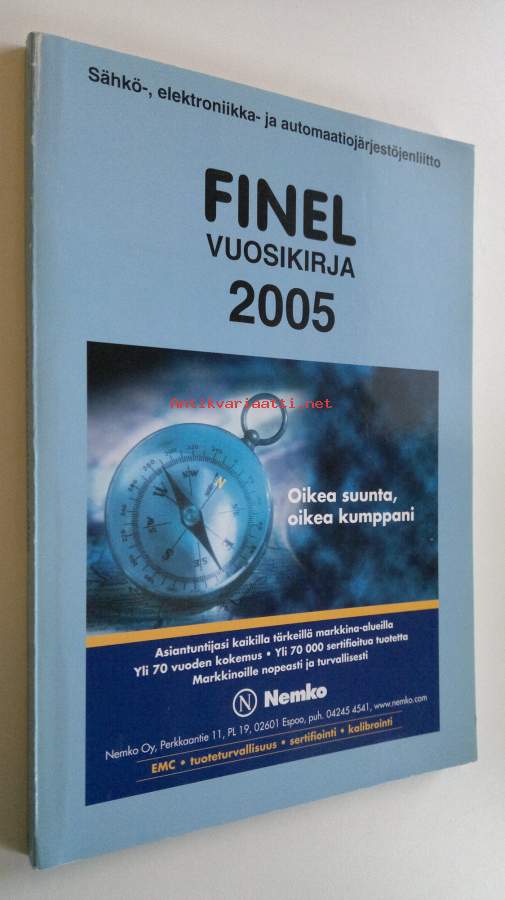 Sähkö-, elektroniikka- ja automaatiojärjestöjenliitto
FINEL
VUOSIKIRJA
2005
antikvariaatti.net
N
Oikea suunta,
oikea kumppani
Asiantuntijasi kaikilla tärkeillä markkina-alueilla
Yli 70 vuoden kokemus • Yli 70 000 sertifioitua tuotetta
Markkinoille nopeasti ja turvallisesti
N Nemko
Nemko Oy, Perkkaantie 11, PL 19, 02601 Espoo, puh. 04245 4541, www.nemko.com
EMC • tuoteturvallisuus • sertifiointi • kalibrointi